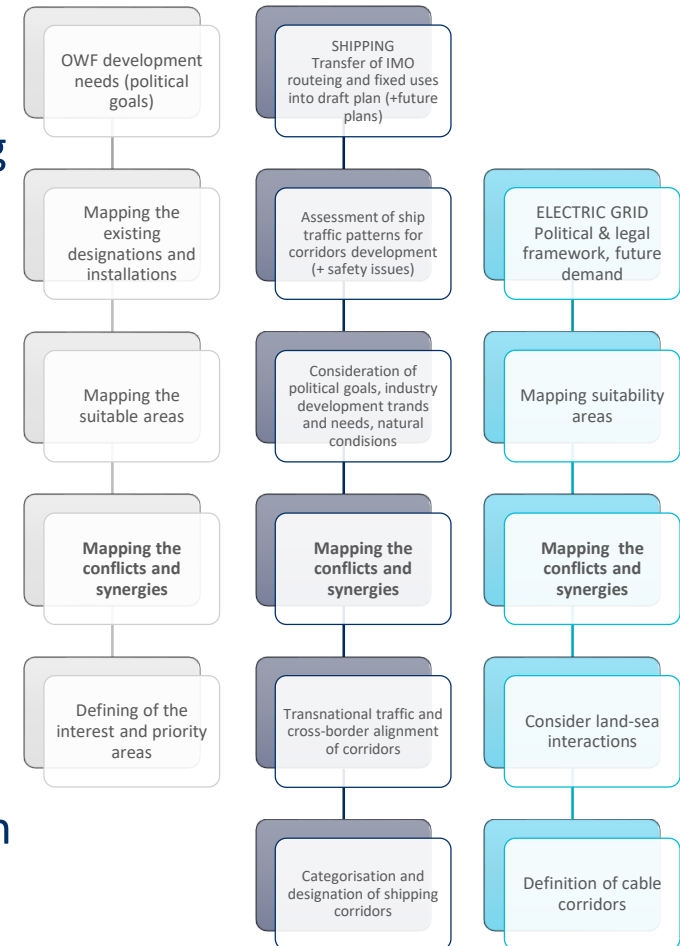 OWF development
needs (political
goals)
Mapping the
existing
designations and
installations
Mapping the
suitable areas
Mapping the
conflicts and
synergies
Defining of the
interest and priority
areas
SHIPPING
Transfer of IMO
routeing and fixed uses
into draft plan (+future
plans)
Assessment of ship
traffic patterns for
corridors development
(+ safety issues)
Consideration of
political goals, industry
development trands
and needs, natural
condisions
Mapping the
conflicts and
synergies
Transnational traffic and
cross-border alignment
of corridors
Categorisation and
designation of shipping
corridors
ELECTRIC GRID
Political & legal
framework, future
demand
Mapping suitability
areas
Mapping the
conflicts and
synergies
Consider land-sea
interactions
Definition of cable
corridors